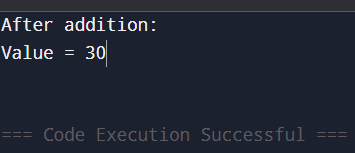 After addition:
Value = 30
=== Code Execution Successful ===